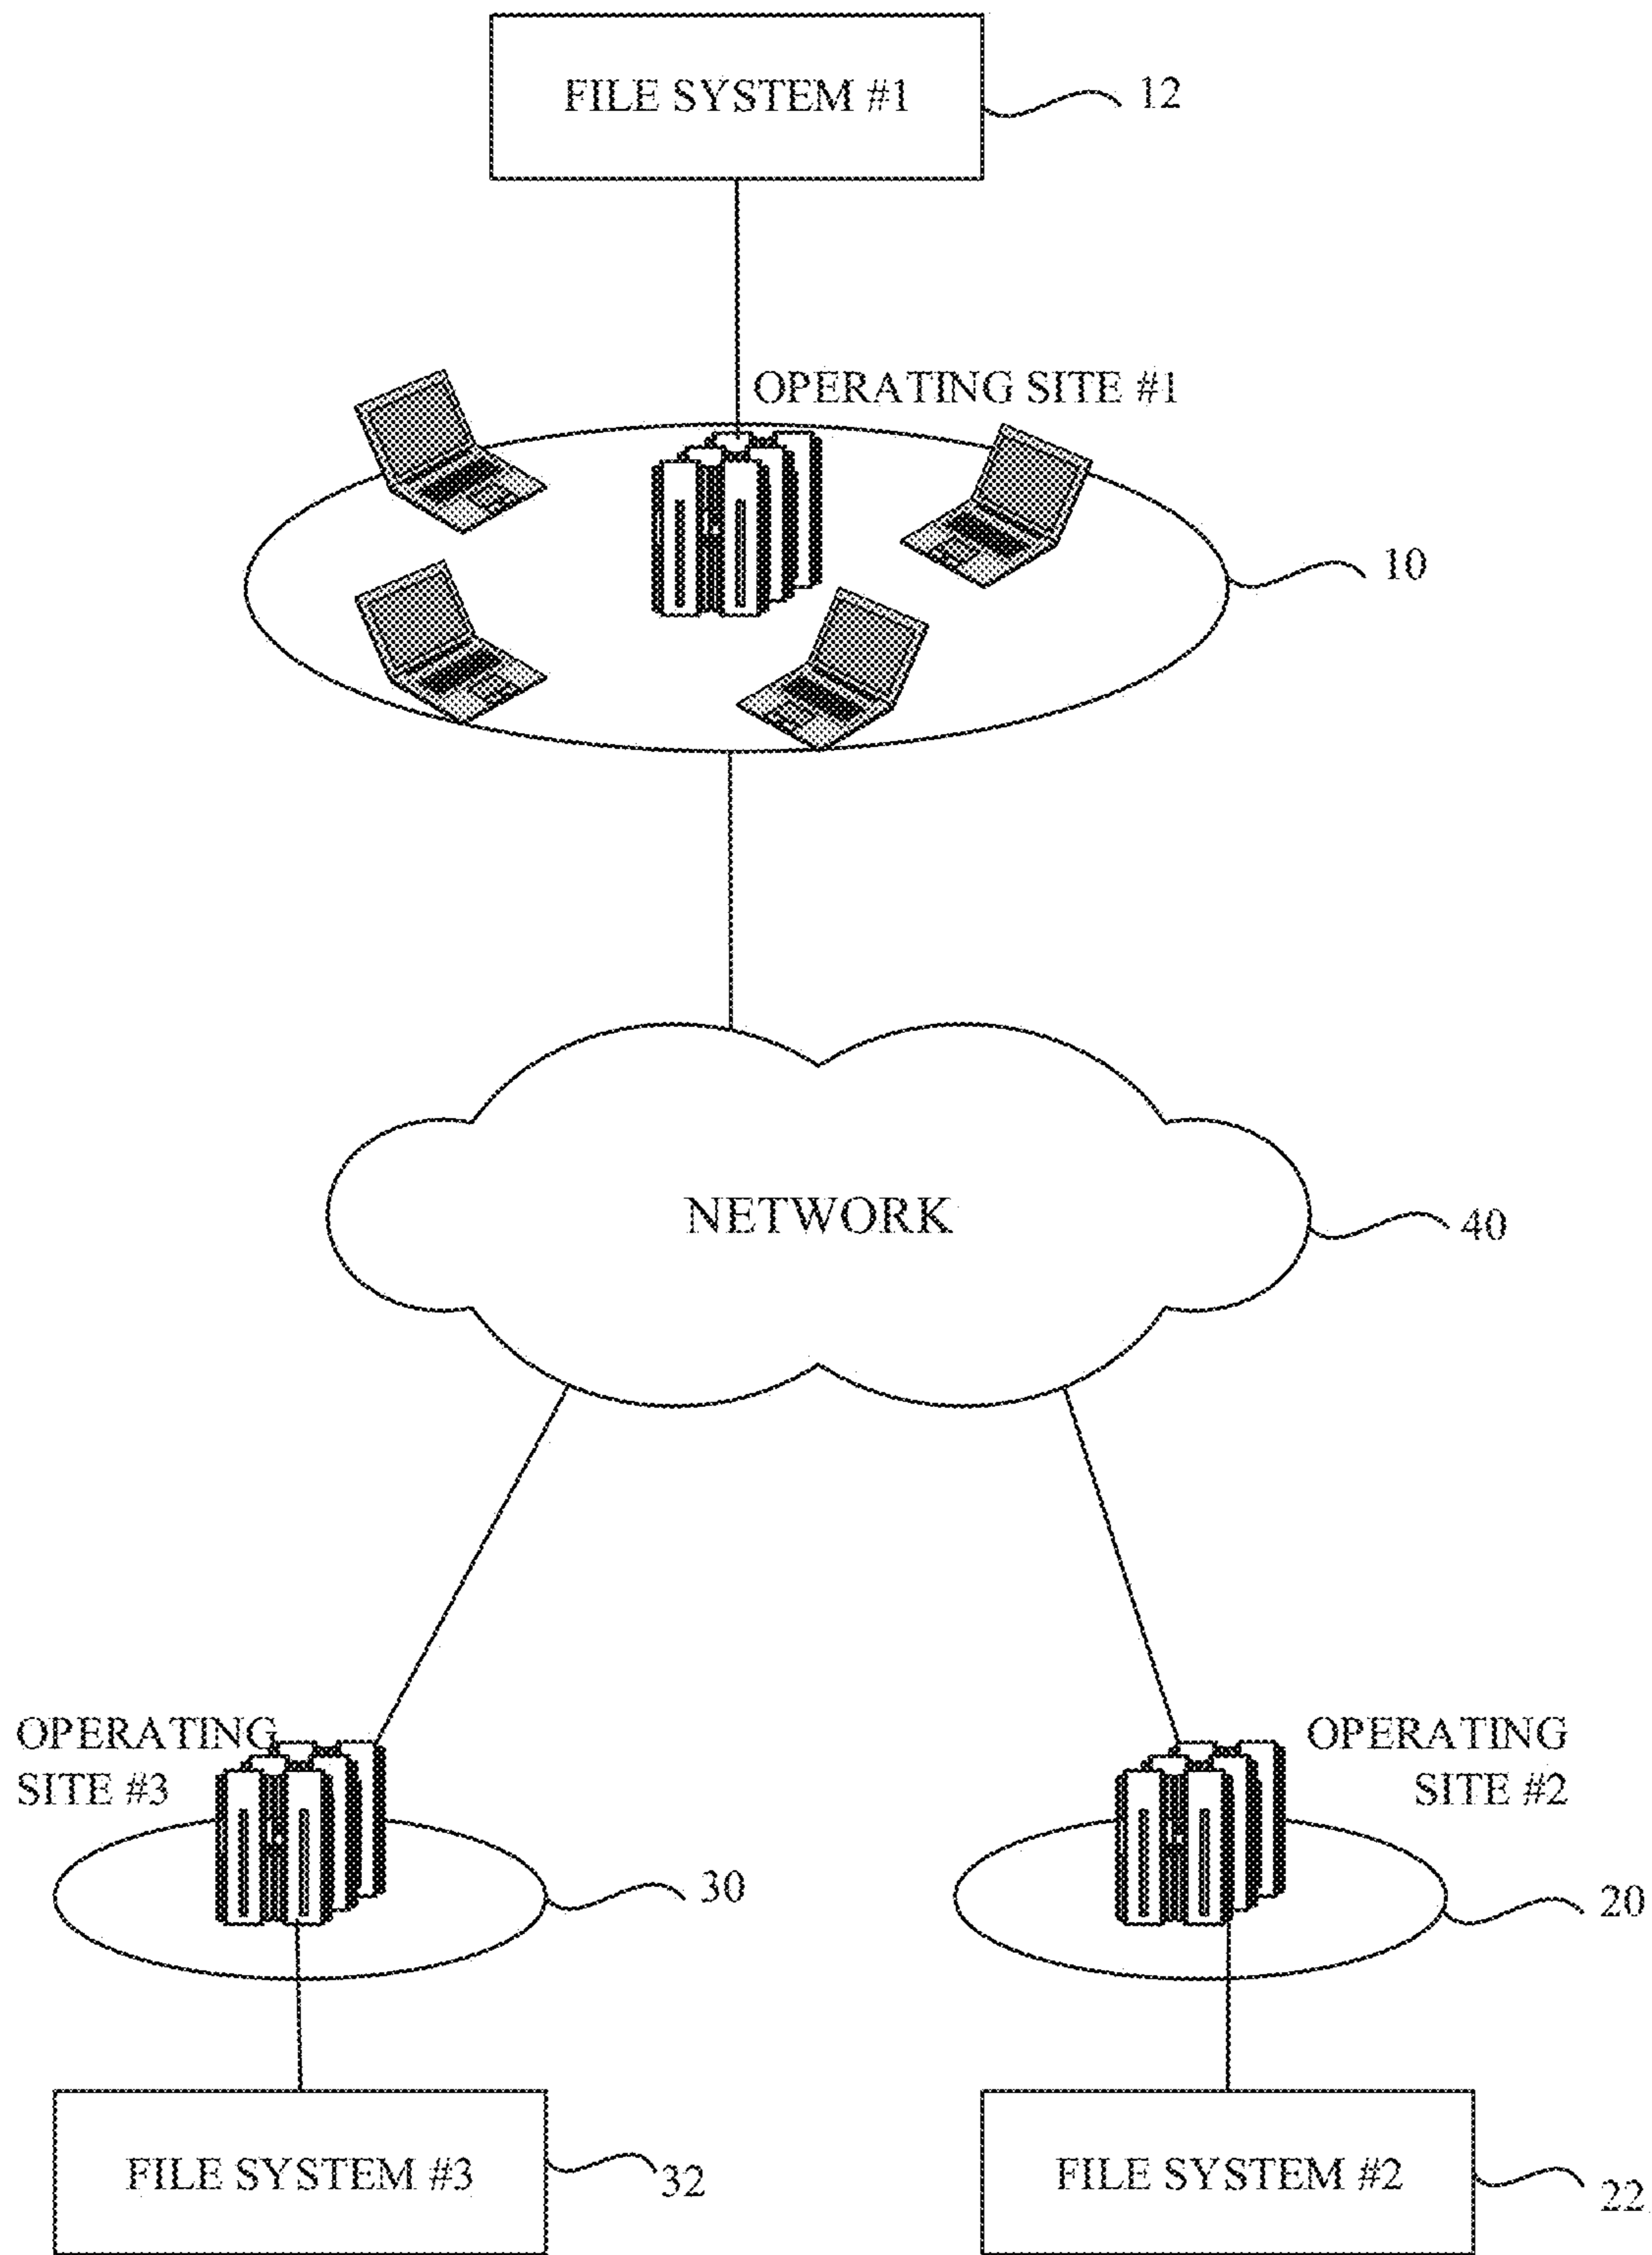 FILE SYSTEM #1
12
OPERATING SITE #1
10
NETWORK
40
OPERATING
SITE #3
OPERATING
SITE #2
30
20
FILE SYSTEM #3
32
FILE SYSTEM #2
22